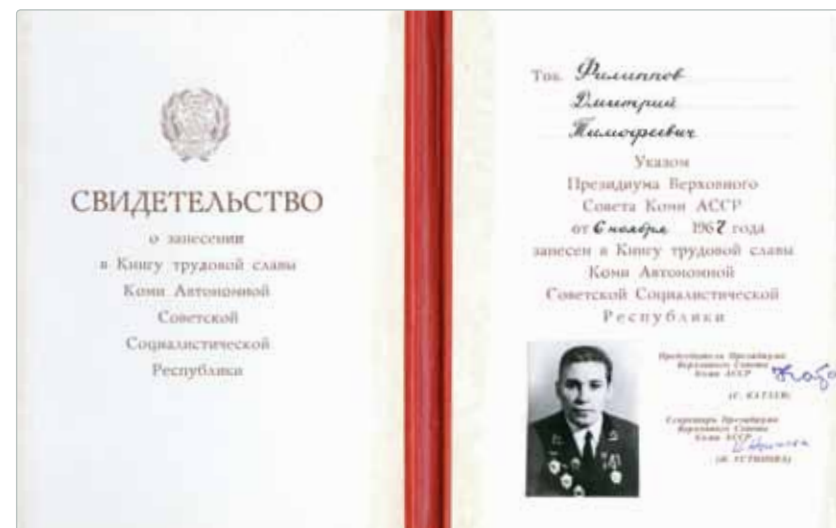 СВИДЕТЕЛЬСТВО
о занесении
в Книгу трудовой славы
Коми Автономной
Советской
Социалистической
Республики
Тов. Филиппов
Дмитрий
Тимофеевич
Указом
Президиума Верховного
Совета Коми АССР
от 6 ноября 1967 года
занесен в Книгу трудовой славы
Коми Автономной
Советской Социалистической
Республики
Председатель Президиума
Верховного Совета
Коми АССР
Секретарь Президиума
Верховного Совета
Коми АССР
(И. УСТИНОВА)